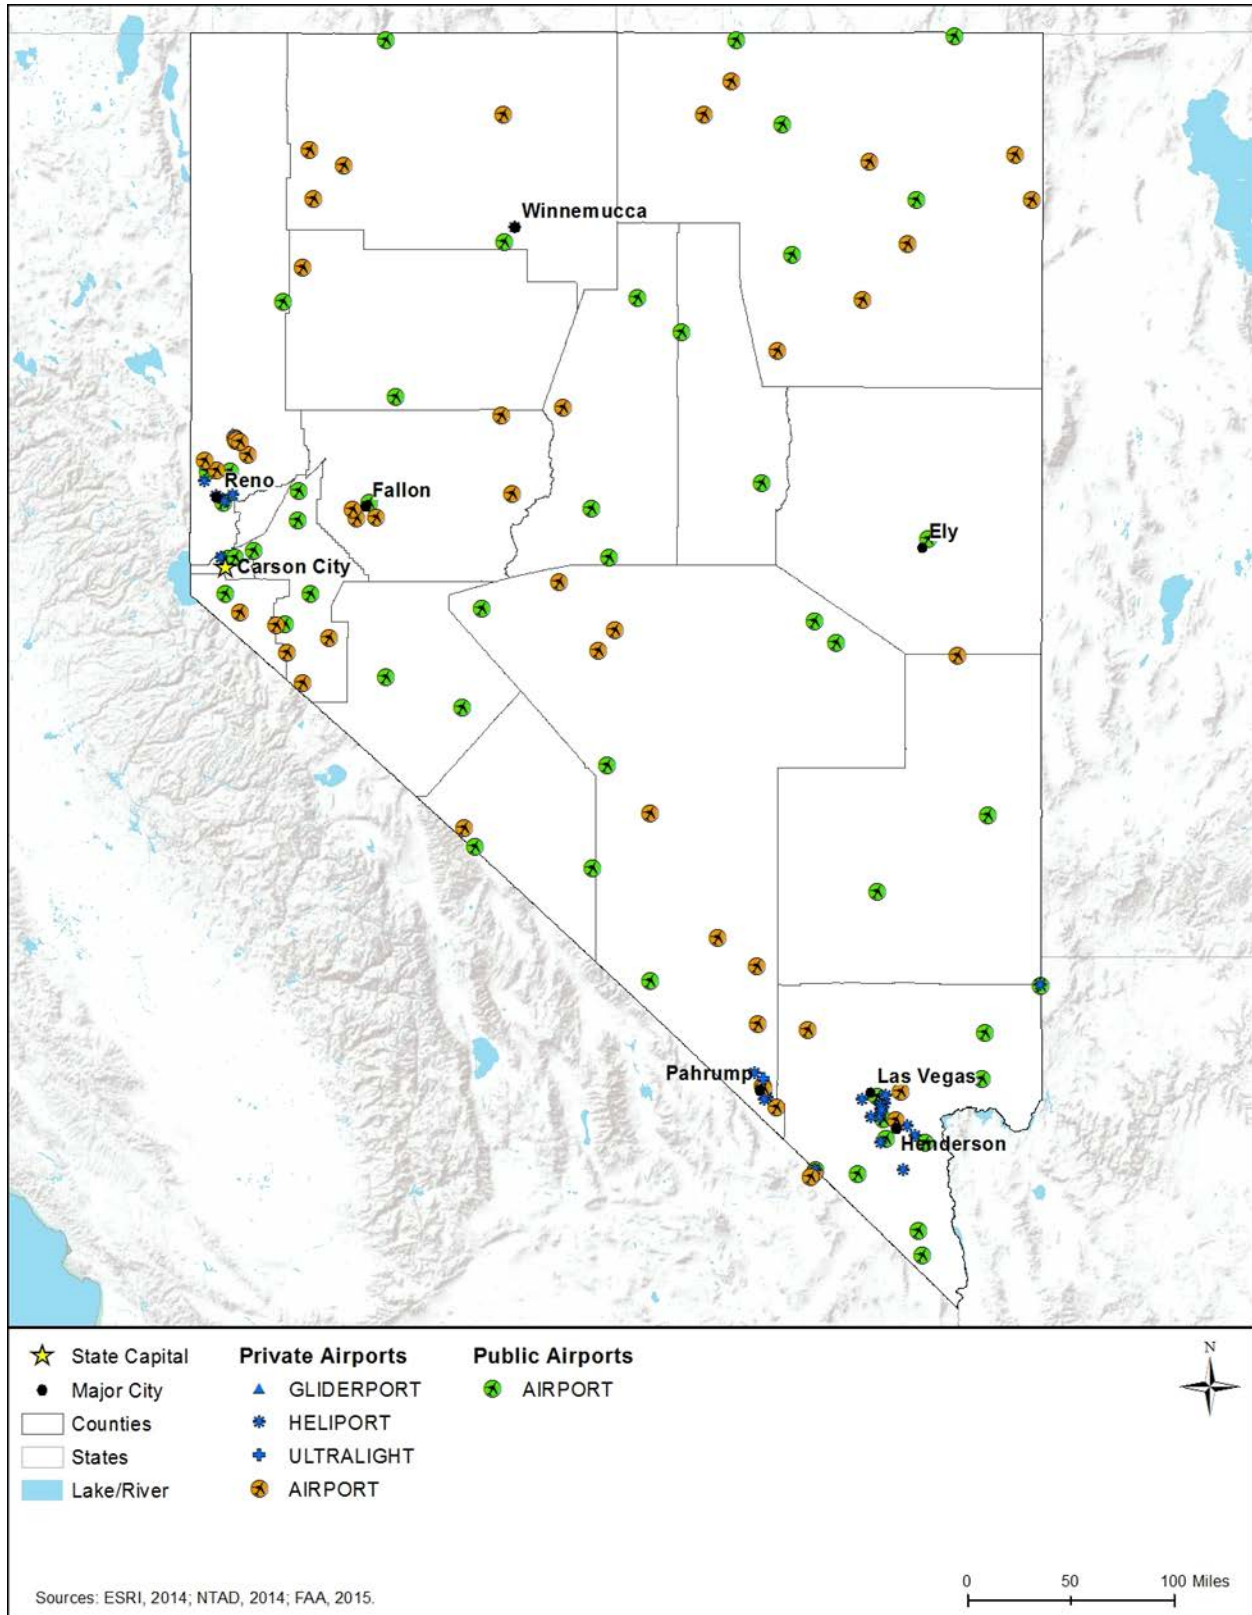 Winnemucca
Reno
Fallon
Ely
Carson City
Pahrump
Las Vegas
Henderson
State Capital
Major City
Counties
States
Lake/River
Private Airports
GLIDERPORT
HELIPORT
ULTRALIGHT
AIRPORT
Public Airports
AIRPORT
N
Sources: ESRI, 2014; NTAD, 2014; FAA, 2015.
0 50 100 Miles